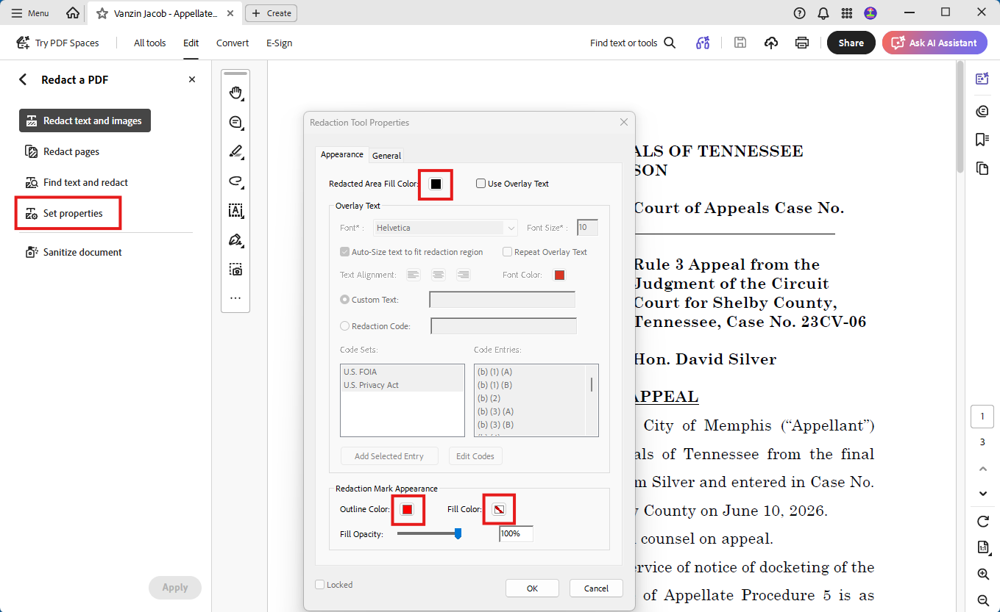 Menu
Vanzin Jacob - Appellate...
Create
Try PDF Spaces
All tools
Edit
Convert
E-Sign
Find text or tools
Share
Ask AI Assistant
Redact a PDF
Redact text and images
Redact pages
Find text and redact
Set properties
Sanitize document
Apply
Redaction Tool Properties
Appearance
General
Redacted Area Fill Color:
Use Overlay Text
Overlay Text
Font* :
Helvetica
Font Size* :
10
Auto-Size text to fit redaction region
Repeat Overlay Text
Text Alignment:
Font Color:
Custom Text:
Redaction Code:
Code Sets:
Code Entries:
U.S. FOIA
U.S. Privacy Act
(b) (1) (A)
(b) (1) (B)
(b) (2)
(b) (3) (A)
(b) (3) (B)
Add Selected Entry
Edit Codes
Redaction Mark Appearance
Outline Color:
Fill Color:
Fill Opacity:
100%
Locked
OK
Cancel
ALS OF TENNESSEE
SON
Court of Appeals Case No.
Rule 3 Appeal from the
Judgment of the Circuit
Court for Shelby County,
Tennessee, Case No. 23CV-06
Hon. David Silver
APPEAL
City of Memphis (“Appellant”)
als of Tennessee from the final
m Silver and entered in Case No.
County on June 10, 2026.
counsel on appeal.
ervice of notice of docketing of the
of Appellate Procedure 5 is as
1
3
1:1